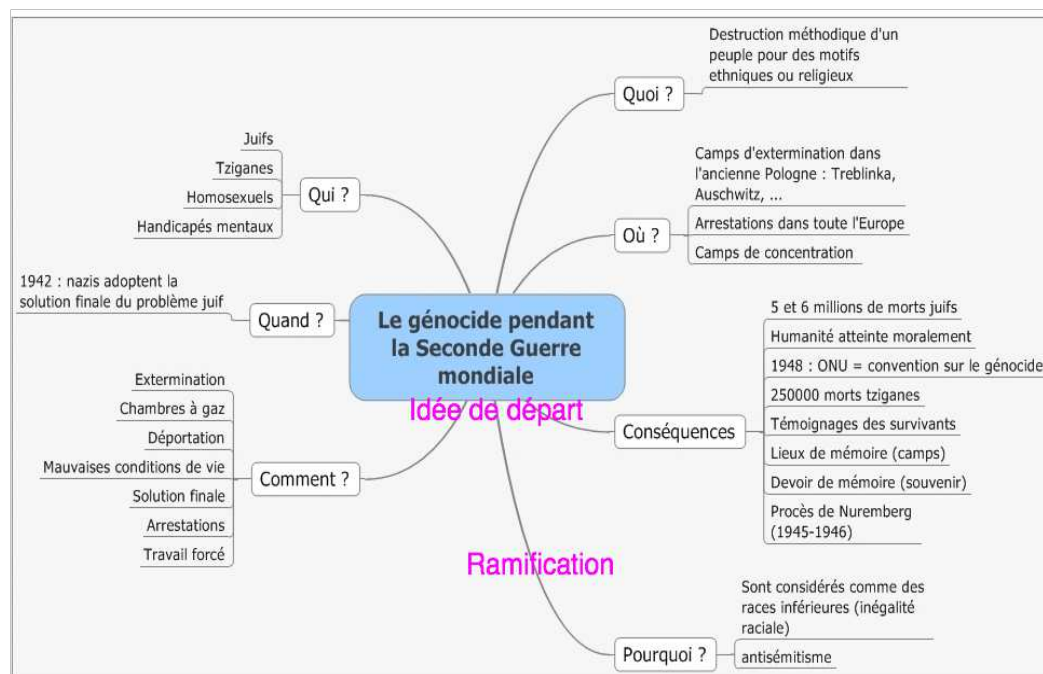 Destruction méthodique d'un
peuple pour des motifs
ethniques ou religieux
Quoi ?
Juifs
Tziganes
Homosexuels
Handicapés mentaux
Qui ?
Camps d'extermination dans
l'ancienne Pologne : Treblinka,
Auschwitz, ...
Arrestations dans toute l'Europe
Camps de concentration
Où ?
1942 : nazis adoptent la
solution finale du problème juif
Quand ?
Le génocide pendant
la Seconde Guerre
mondiale
Idée de départ
5 et 6 millions de morts juifs
Humanité atteinte moralement
1948 : ONU = convention sur le génocide
250000 morts tziganes
Témoignages des survivants
Lieux de mémoire (camps)
Devoir de mémoire (souvenir)
Procès de Nuremberg
(1945-1946)
Conséquences
Extermination
Chambres à gaz
Déportation
Mauvaises conditions de vie
Solution finale
Arrestations
Travail forcé
Comment ?
Ramification
Sont considérés comme des
races inférieures (inégalité
raciale)
antisémitisme
Pourquoi ?